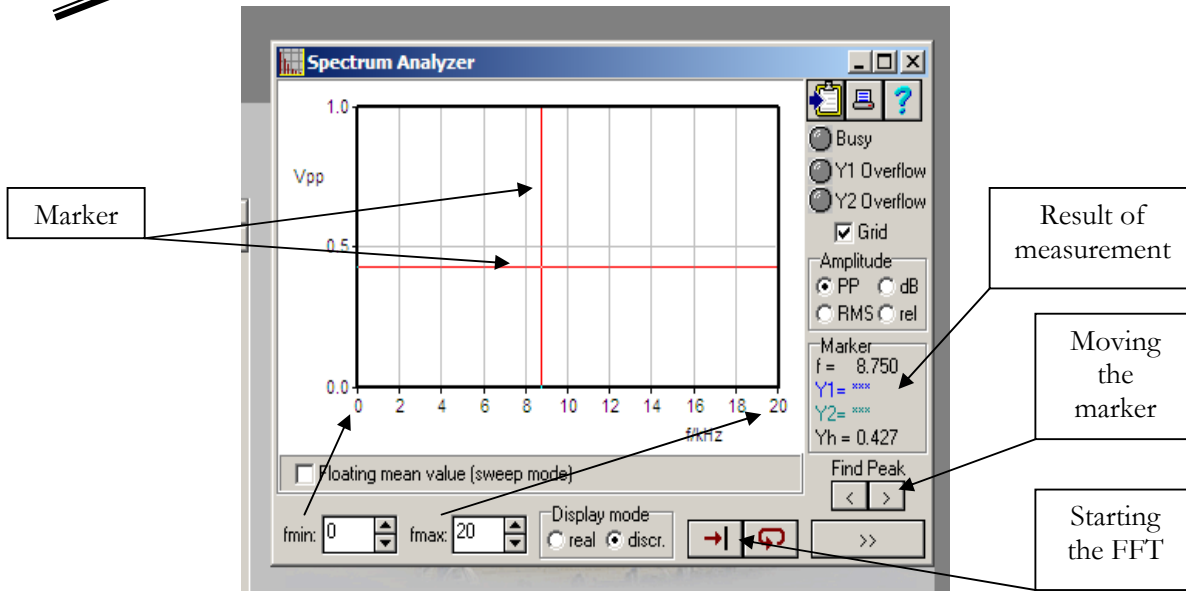 Spectrum Analyzer
1.0
Vpp
0.5
0.0
0 2 4 6 8 10 12 14 16 18 20
f/kHz
Busy
Y1 Overflow
Y2 Overflow
Grid
Amplitude
PP dB
RMS rel
Marker
f = 8.750
Y1= ***
Y2= ***
Yh = 0.427
Find Peak
< >
Floating mean value (sweep mode)
fmin: 0 fmax: 20
Display mode
real discr.
>>
Marker
Result of
measurement
Moving
the
marker
Starting
the FFT